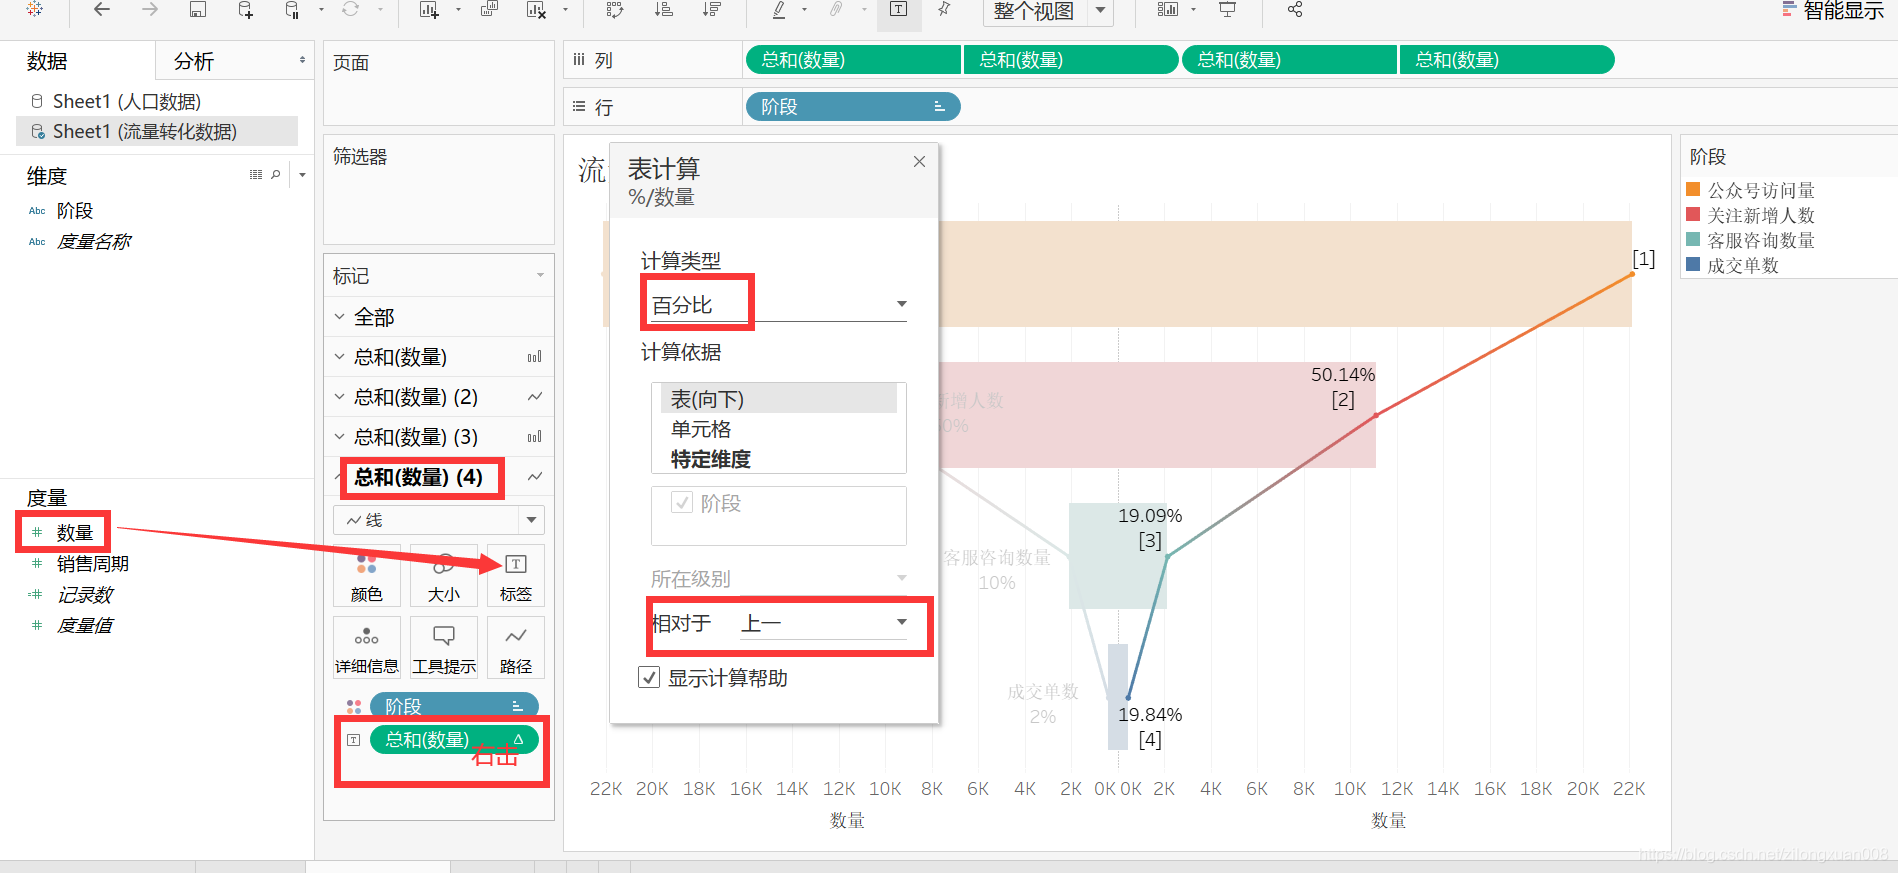 整个视图
智能显示
数据
分析
Sheet1 (人口数据)
Sheet1 (流量转化数据)
维度
Abc 阶段
Abc 度量名称
度量
# 数量
# 销售周期
=# 记录数
# 度量值
页面
筛选器
标记
全部
总和(数量)
总和(数量) (2)
总和(数量) (3)
总和(数量) (4)
线
颜色
大小
标签
详细信息
工具提示
路径
阶段
总和(数量) Δ
右击
列
总和(数量)
总和(数量)
总和(数量)
总和(数量)
行
阶段
流
表计算
%/数量
计算类型
百分比
计算依据
表(向下)
单元格
特定维度
阶段
所在级别
相对于 上一
显示计算帮助
[1]
50.14%
[2]
新增人数
19.09%
[3]
客服咨询数量
10%
成交单数
2%
19.84%
[4]
22K 20K 18K 16K 14K 12K 10K 8K 6K 4K 2K 0K 0K 2K 4K 6K 8K 10K 12K 14K 16K 18K 20K 22K
数量
数量
阶段
公众号访问量
关注新增人数
客服咨询数量
成交单数
https://blog.csdn.net/zilongxuan008